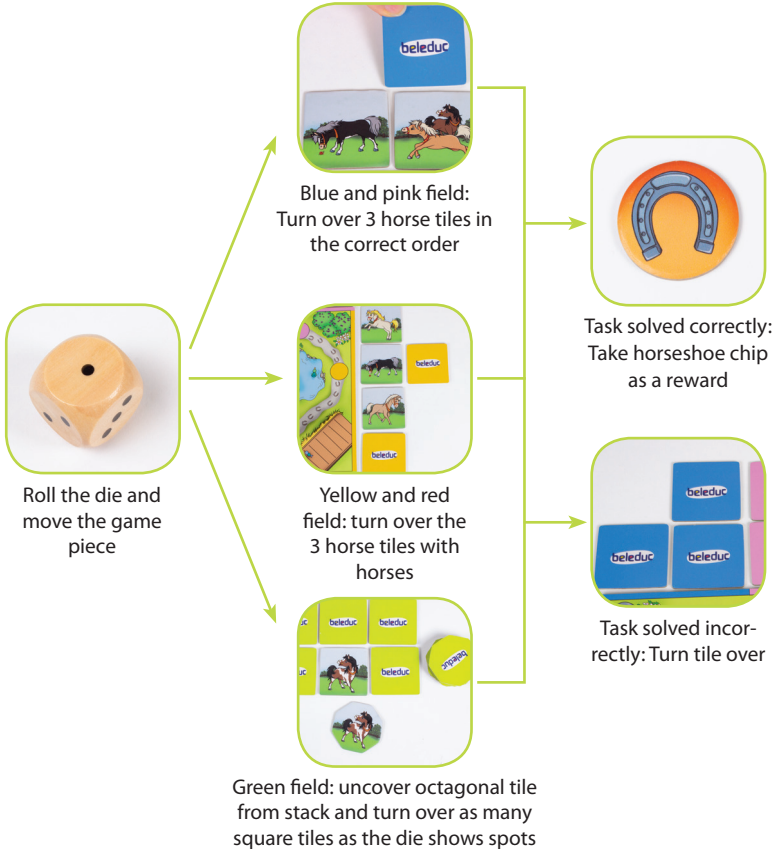 beleduc
Blue and pink field:
Turn over 3 horse tiles in
the correct order
Task solved correctly:
Take horseshoe chip
as a reward
beleduc
beleduc
Roll the die and
move the game
piece
Yellow and red
field: turn over the
3 horse tiles with
horses
beleduc
beleduc
beleduc
Task solved incor-
rectly: Turn tile over
uc
beleduc
beleduc
beleduc
uc
beleduc
Green field: uncover octagonal tile
from stack and turn over as many
square tiles as the die shows spots